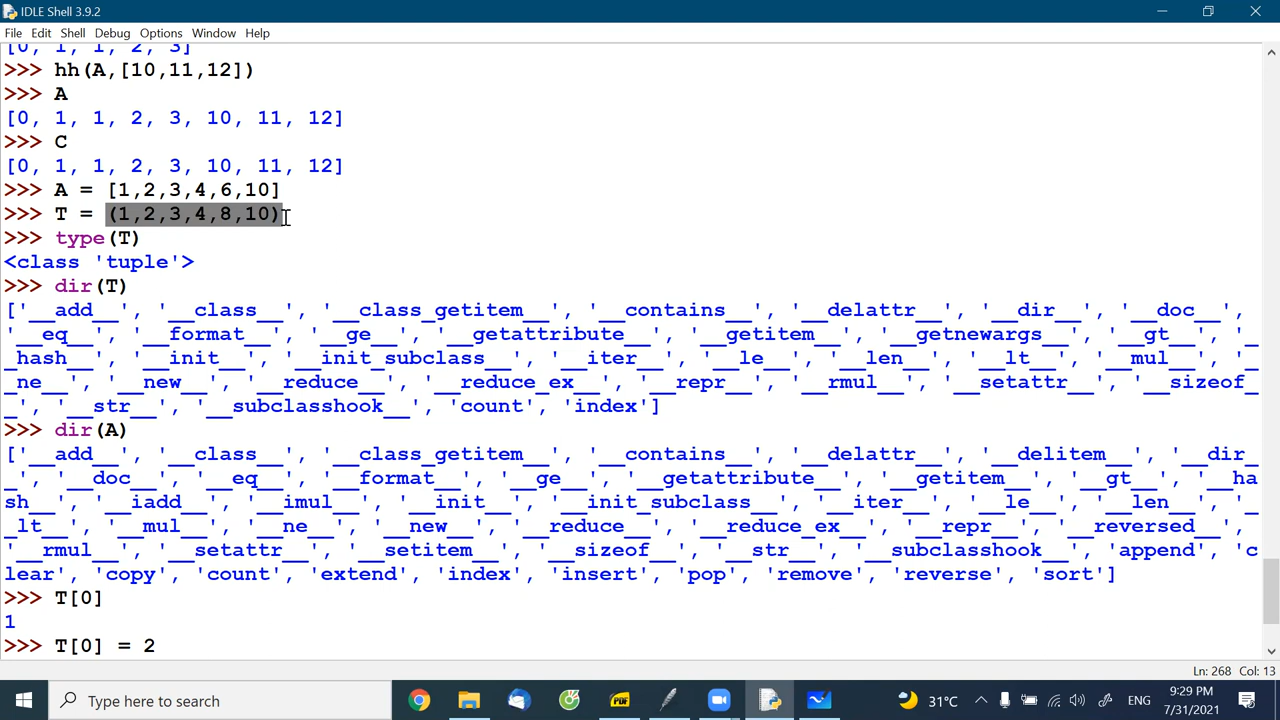 IDLE Shell 3.9.2
File Edit Shell Debug Options Window Help
[0, 1, 1, 2, 3]
>>> hh(A,[10,11,12])
>>> A
[0, 1, 1, 2, 3, 10, 11, 12]
>>> C
[0, 1, 1, 2, 3, 10, 11, 12]
>>> A = [1,2,3,4,6,10]
>>> T = (1,2,3,4,8,10)
>>> type(T)
<class 'tuple'>
>>> dir(T)
['__add__', '__class__', '__class_getitem__', '__contains__', '__delattr__', '__dir__', '__doc__',
'__eq__', '__format__', '__ge__', '__getattribute__', '__getitem__', '__getnewargs__', '__gt__', '_
_hash__', '__init__', '__init_subclass__', '__iter__', '__le__', '__len__', '__lt__', '__mul__', '_
_ne__', '__new__', '__reduce__', '__reduce_ex__', '__repr__', '__rmul__', '__setattr__', '__sizeof_
_', '__str__', '__subclasshook__', 'count', 'index']
>>> dir(A)
['__add__', '__class__', '__class_getitem__', '__contains__', '__delattr__', '__delitem__', '__dir_
_', '__doc__', '__eq__', '__format__', '__ge__', '__getattribute__', '__getitem__', '__gt__', '__ha
sh__', '__iadd__', '__imul__', '__init__', '__init_subclass__', '__iter__', '__le__', '__len__', '_
_lt__', '__mul__', '__ne__', '__new__', '__reduce__', '__reduce_ex__', '__repr__', '__reversed__',
'__rmul__', '__setattr__', '__setitem__', '__sizeof__', '__str__', '__subclasshook__', 'append', 'c
lear', 'copy', 'count', 'extend', 'index', 'insert', 'pop', 'remove', 'reverse', 'sort']
>>> T[0]
1
>>> T[0] = 2
Ln: 268 Col: 13
Type here to search
PDF
31°C
ENG
9:29 PM
7/31/2021